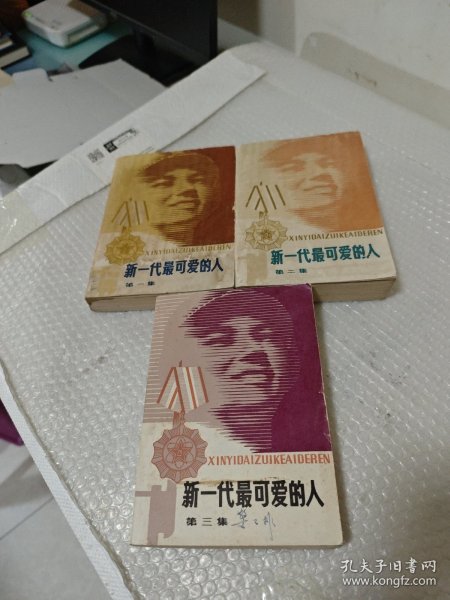 XINYIDAIZUIKEAIDEREN
新一代最可爱的人
第一集
XINYIDAIZUIKEAIDEREN
新一代最可爱的人
第二集
XINYIDAIZUIKEAIDEREN
新一代最可爱的人
第三集
孔夫子旧书网
www.kongfz.com